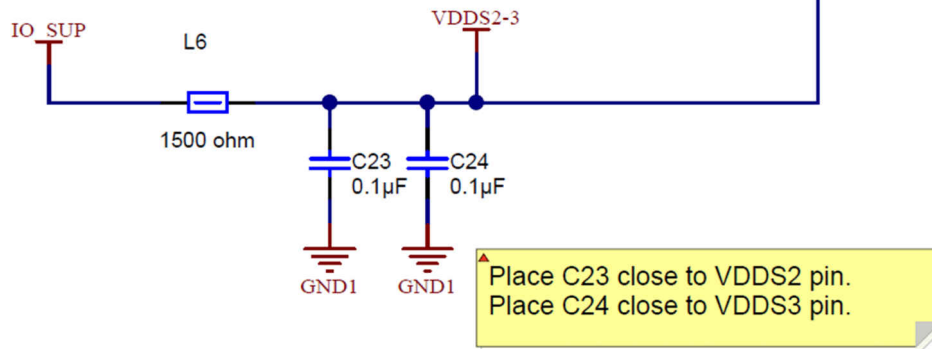 VDDS2-3
IO_SUP
L6
1500 ohm
C23
0.1µF
C24
0.1µF
GND1
GND1
Place C23 close to VDDS2 pin.
Place C24 close to VDDS3 pin.